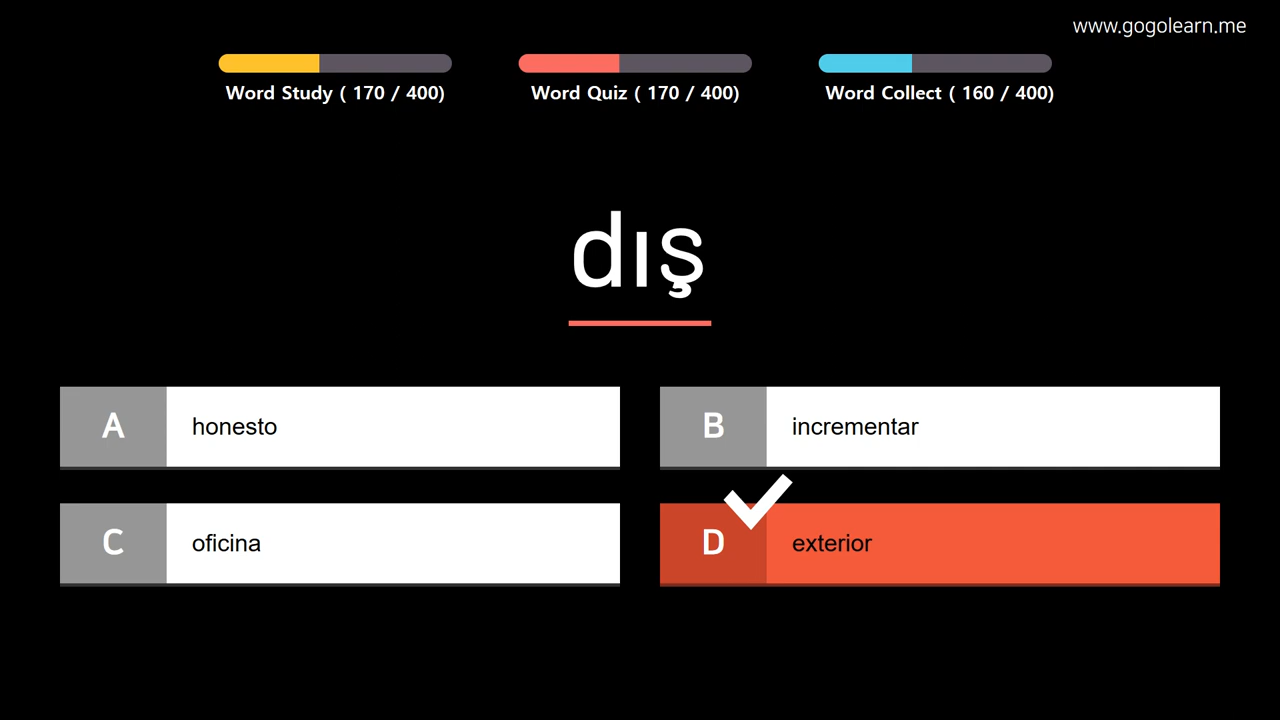 www.gogolearn.me
Word Study ( 170 / 400)
Word Quiz ( 170 / 400)
Word Collect ( 160 / 400)
dış
A honesto
B incrementar
C oficina
D exterior